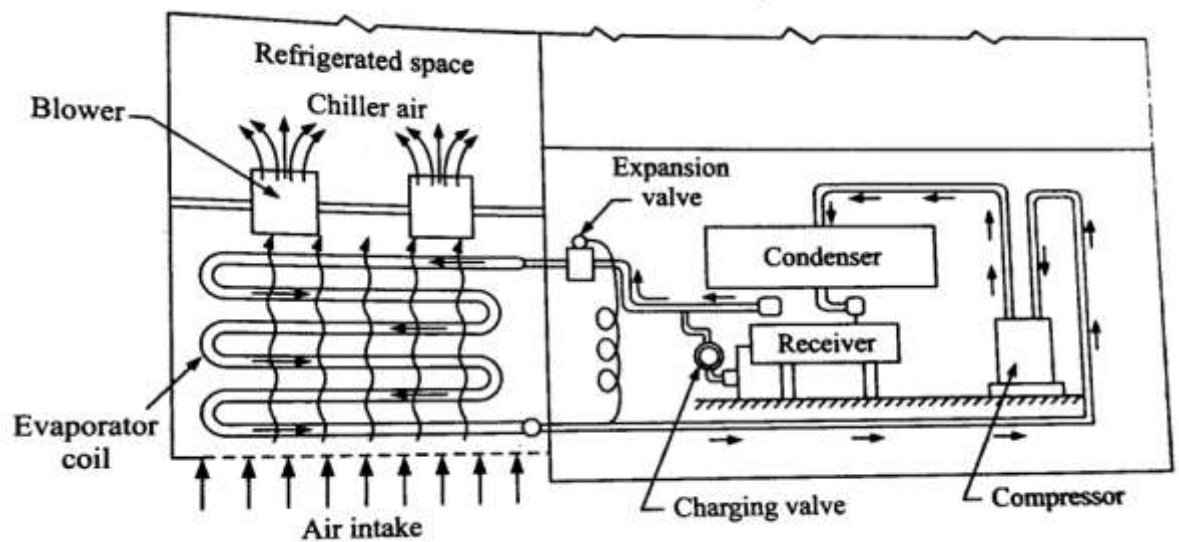 Refrigerated space
Chiller air
Blower
Expansion
valve
Condenser
Receiver
Evaporator
coil
Air intake
Charging valve
Compressor